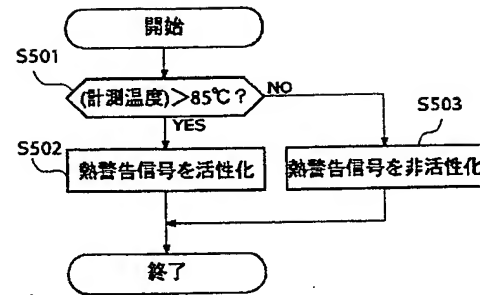 開始
S501
(計測温度)＞85℃？
NO
YES
S503
S502
熱警告信号を活性化
熱警告信号を非活性化
終了